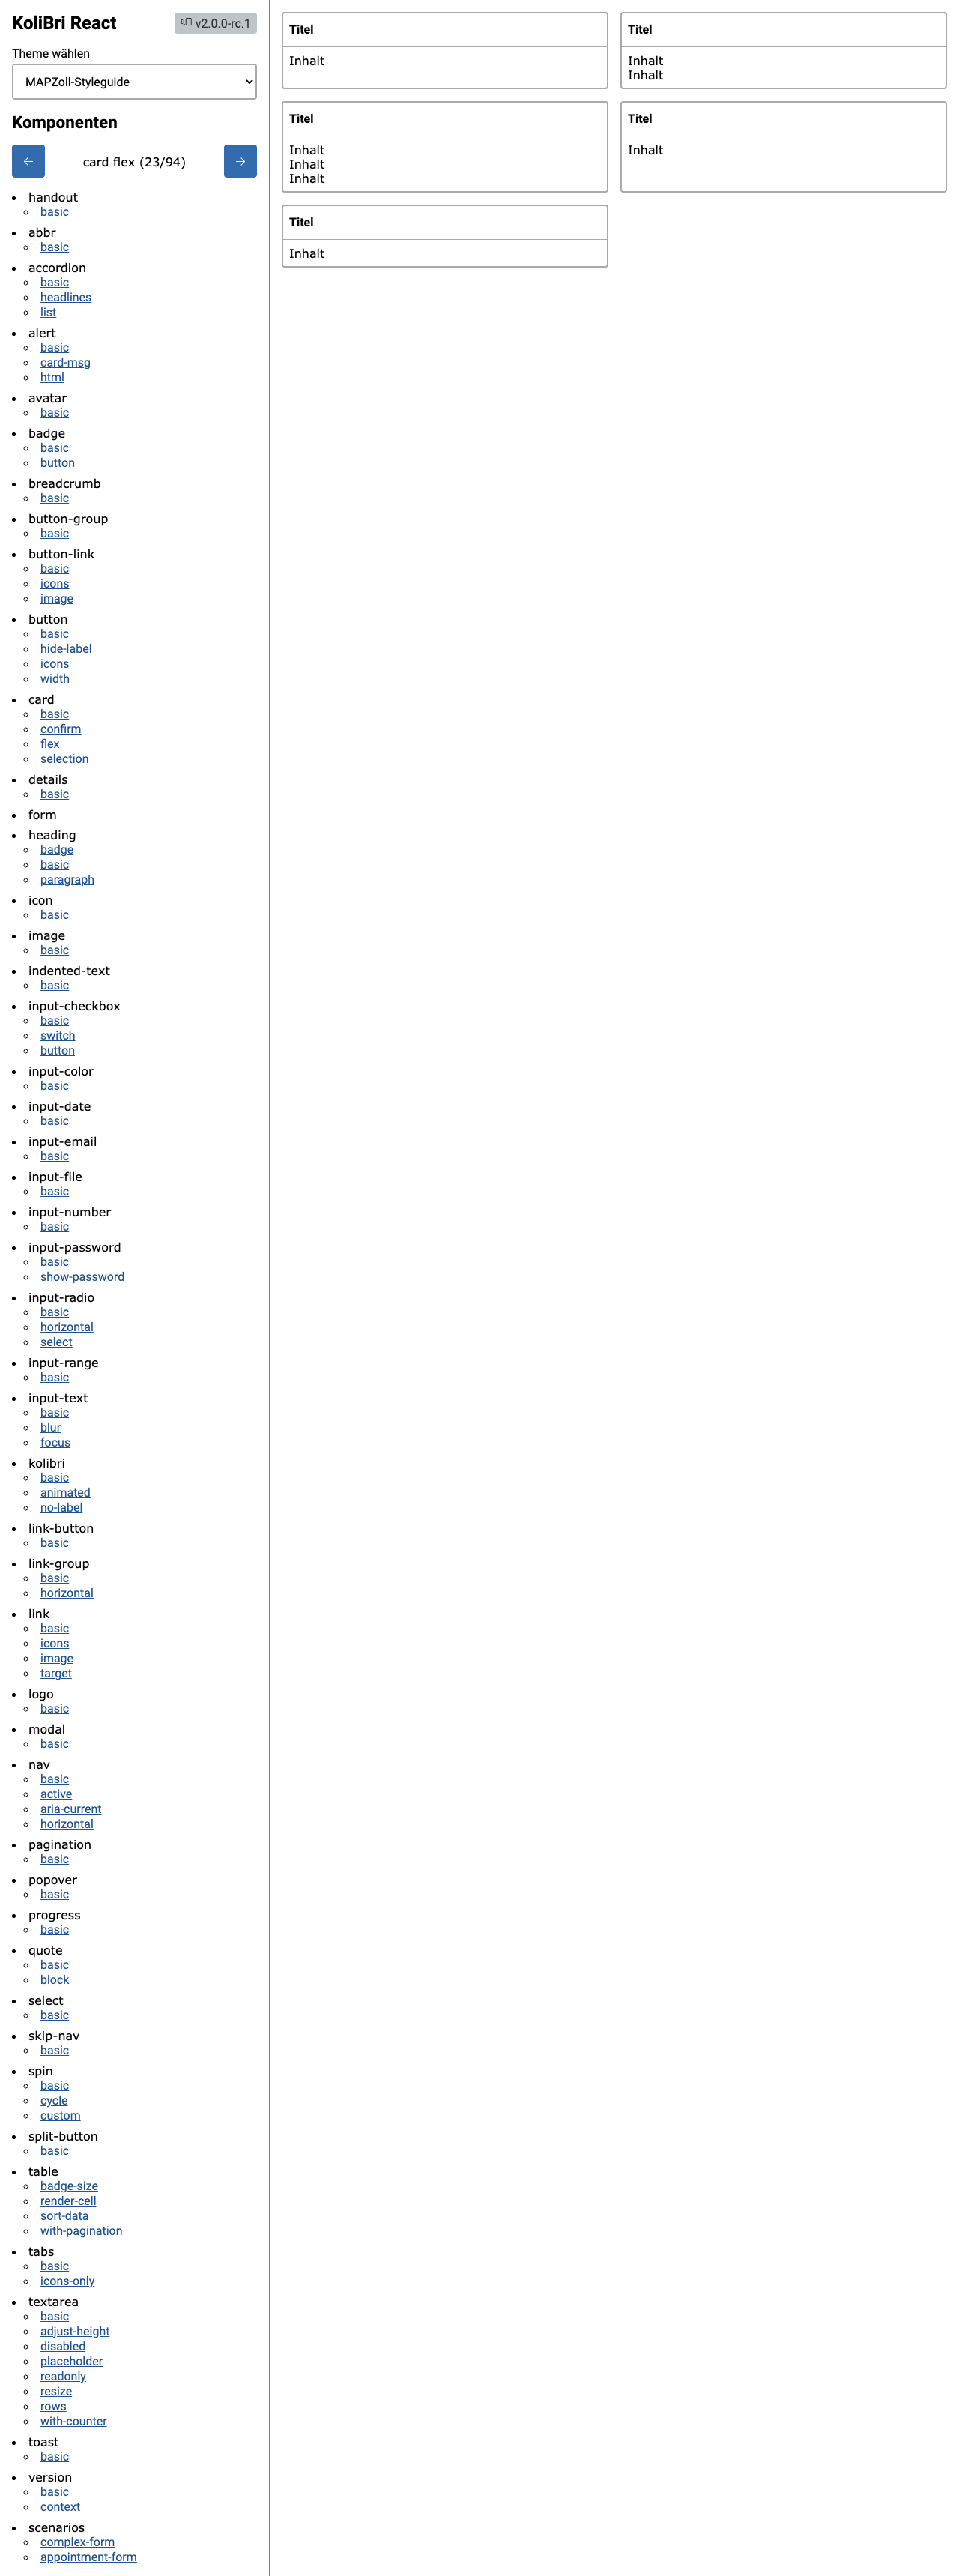 KoliBri React
v2.0.0-rc.1
Theme wählen
MAPZoll-Styleguide
Komponenten
card flex (23/94)
handout
basic
abbr
basic
accordion
basic
headlines
list
alert
basic
card-msg
html
avatar
basic
badge
basic
button
breadcrumb
basic
button-group
basic
button-link
basic
icons
image
button
basic
hide-label
icons
width
card
basic
confirm
flex
selection
details
basic
form
heading
badge
basic
paragraph
icon
basic
image
basic
indented-text
basic
input-checkbox
basic
switch
button
input-color
basic
input-date
basic
input-email
basic
input-file
basic
input-number
basic
input-password
basic
show-password
input-radio
basic
horizontal
select
input-range
basic
input-text
basic
blur
focus
kolibri
basic
animated
no-label
link-button
basic
link-group
basic
horizontal
link
basic
icons
image
target
logo
basic
modal
basic
nav
basic
active
aria-current
horizontal
pagination
basic
popover
basic
progress
basic
quote
basic
block
select
basic
skip-nav
basic
spin
basic
cycle
custom
split-button
basic
table
badge-size
render-cell
sort-data
with-pagination
tabs
basic
icons-only
textarea
basic
adjust-height
disabled
placeholder
readonly
resize
rows
with-counter
toast
basic
version
basic
context
scenarios
complex-form
appointment-form
Titel
Inhalt
Titel
Inhalt
Inhalt
Titel
Inhalt
Inhalt
Inhalt
Titel
Inhalt
Titel
Inhalt